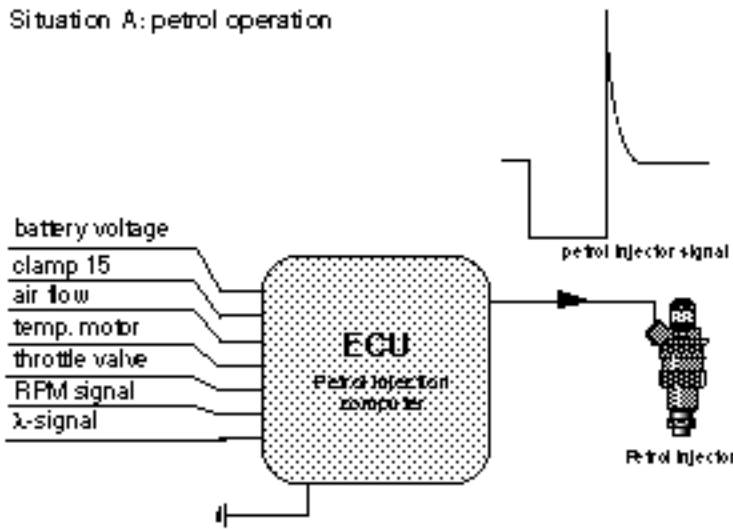 Situation A: petrol operation
petrol injector signal
battery voltage
clamp 15
air flow
temp. motor
throttle valve
RPM signal
λ-signal
ECU
Petrol Injection
computer
Petrol Injector